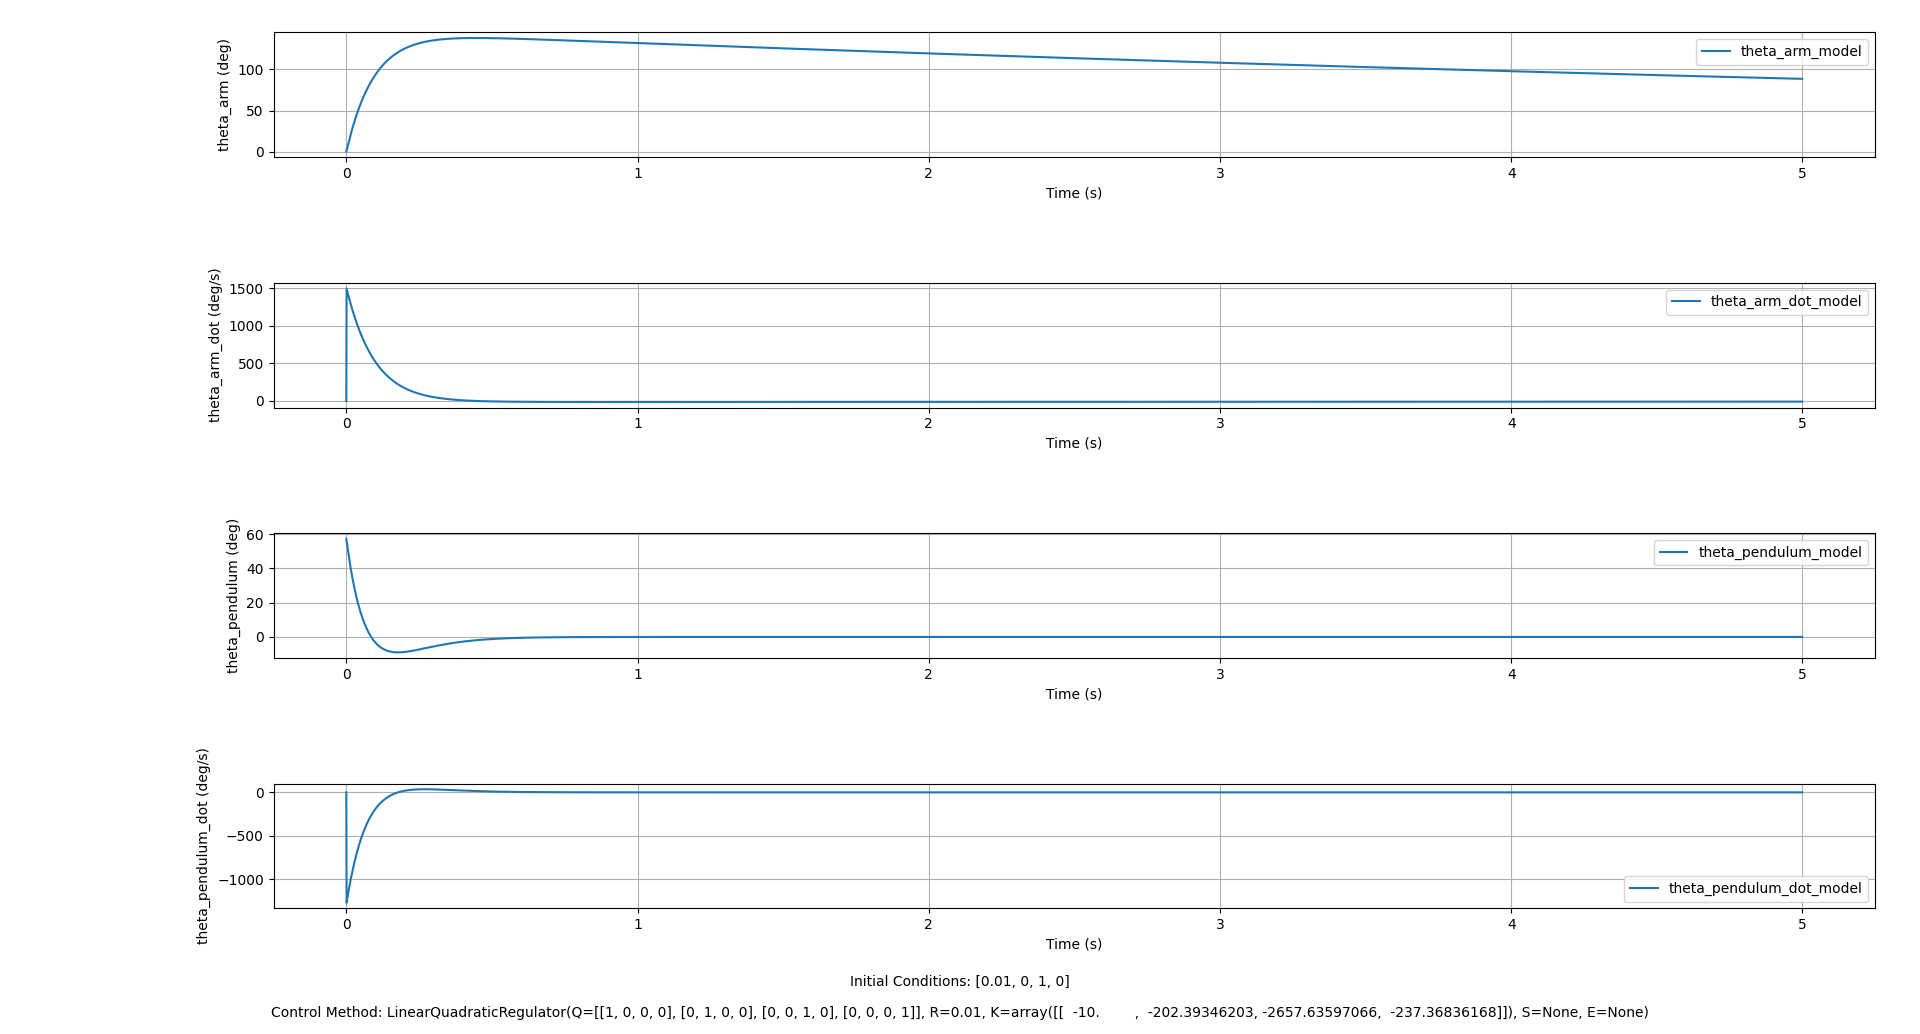 theta_arm (deg)
100
50
0
theta_arm_model
0 1 2 3 4 5
Time (s)
theta_arm_dot (deg/s)
1500
1000
500
0
theta_arm_dot_model
0 1 2 3 4 5
Time (s)
theta_pendulum (deg)
60
40
20
0
theta_pendulum_model
0 1 2 3 4 5
Time (s)
theta_pendulum_dot (deg/s)
0
−500
−1000
theta_pendulum_dot_model
0 1 2 3 4 5
Time (s)
Initial Conditions: [0.01, 0, 1, 0]
Control Method: LinearQuadraticRegulator(Q=[[1, 0, 0, 0], [0, 1, 0, 0], [0, 0, 1, 0], [0, 0, 0, 1]], R=0.01, K=array([[ -10. , -202.39346203, -2657.63597066, -237.36836168]]), S=None, E=None)